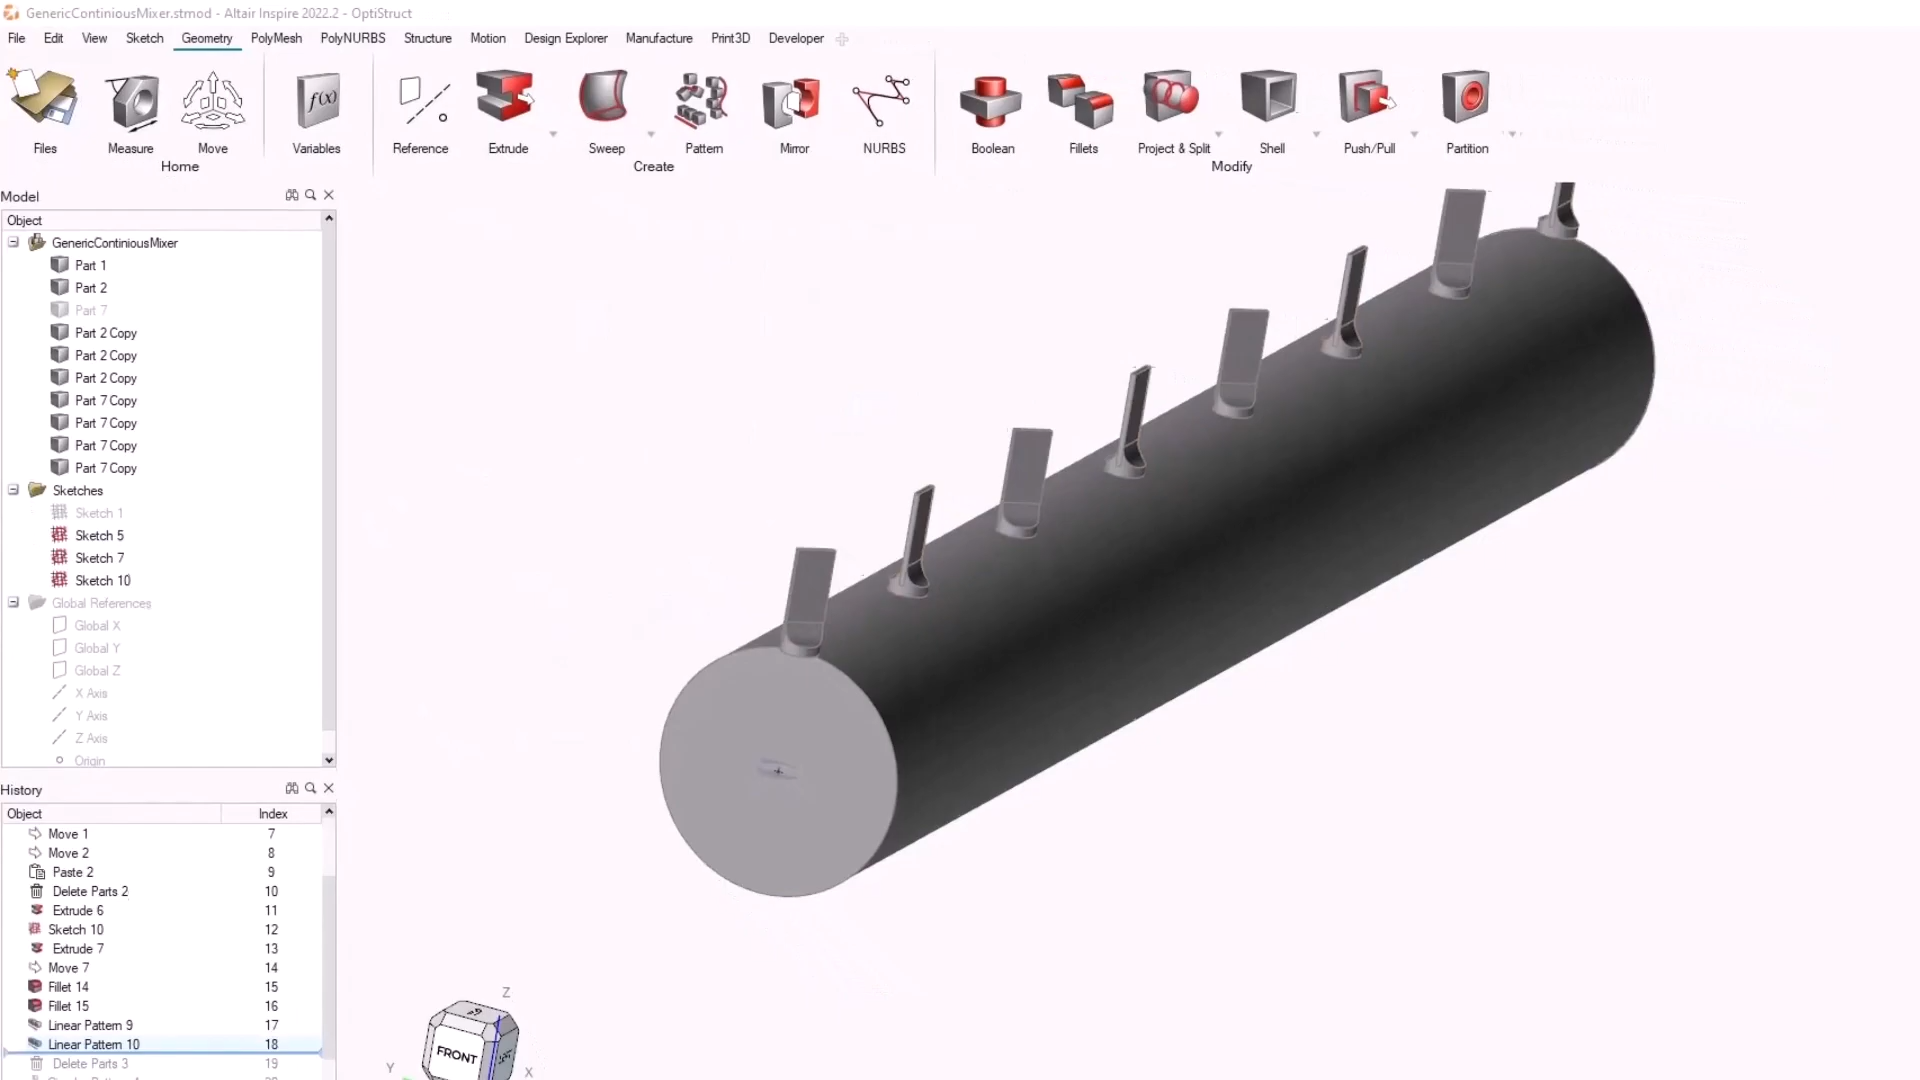 GenericContiniousMixer.stmod - Altair Inspire 2022.2 - OptiStruct
File Edit View Sketch Geometry PolyMesh PolyNURBS Structure Motion Design Explorer Manufacture Print3D Developer
f(x)
Files Measure Move Variables Reference Extrude Sweep Pattern Mirror NURBS Boolean Fillets Project & Split Shell Push/Pull Partition
Home Create Modify
Model
Object
GenericContiniousMixer
Part 1
Part 2
Part 7
Part 2 Copy
Part 2 Copy
Part 2 Copy
Part 7 Copy
Part 7 Copy
Part 7 Copy
Part 7 Copy
Sketches
Sketch 1
Sketch 5
Sketch 7
Sketch 10
Global References
Global X
Global Y
Global Z
X Axis
Y Axis
Z Axis
Origin
History
Object Index
Move 1 7
Move 2 8
Paste 2 9
Delete Parts 2 10
Extrude 6 11
Sketch 10 12
Extrude 7 13
Move 7 14
Fillet 14 15
Fillet 15 16
Linear Pattern 9 17
Linear Pattern 10 18
Delete Parts 3 19
Z
FRONT
Y
X